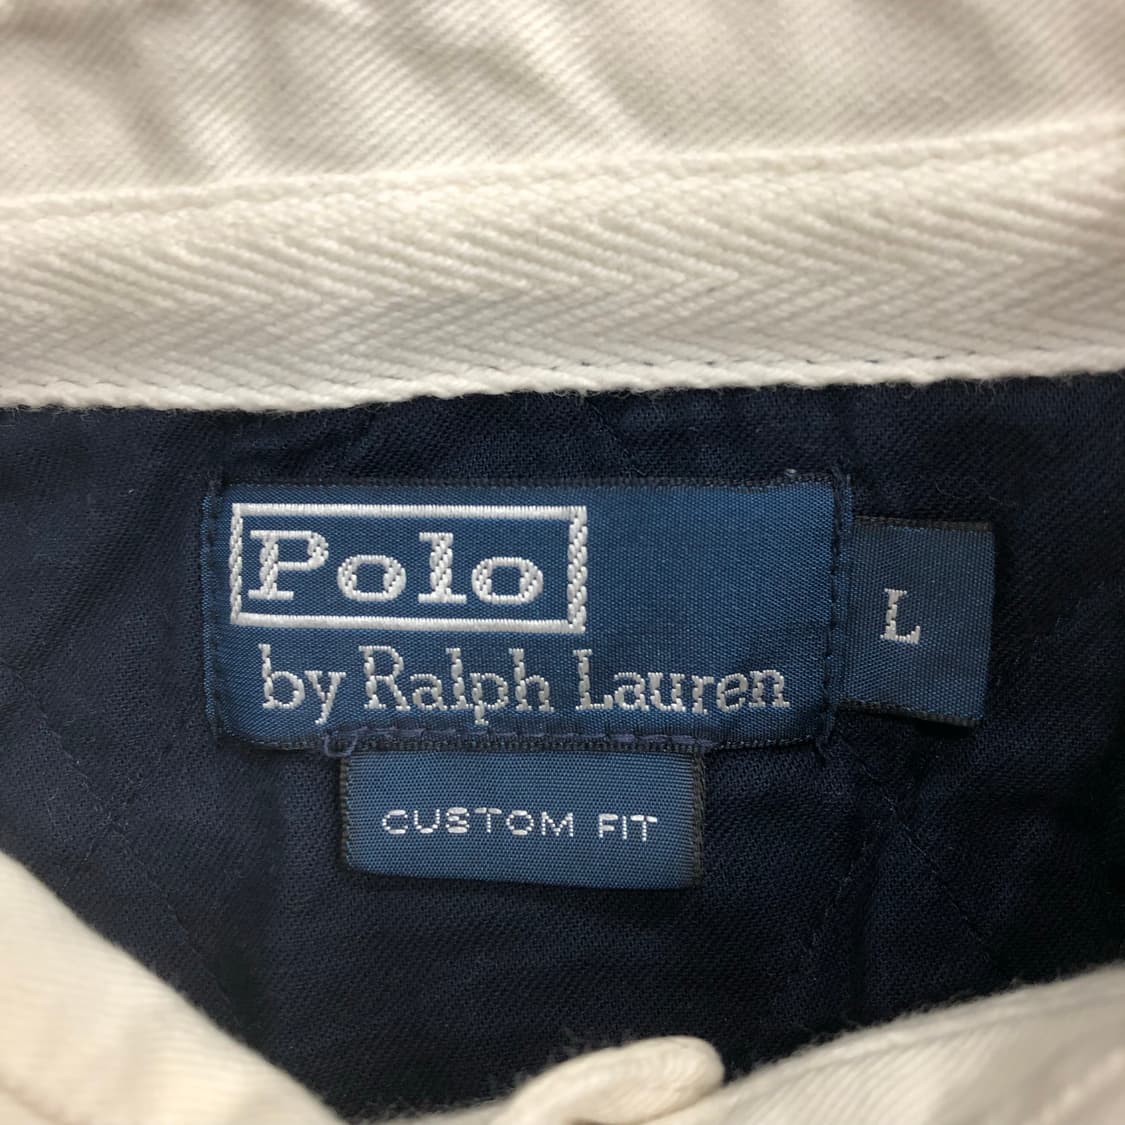 Polo
by Ralph Lauren
L
CUSTOM FIT